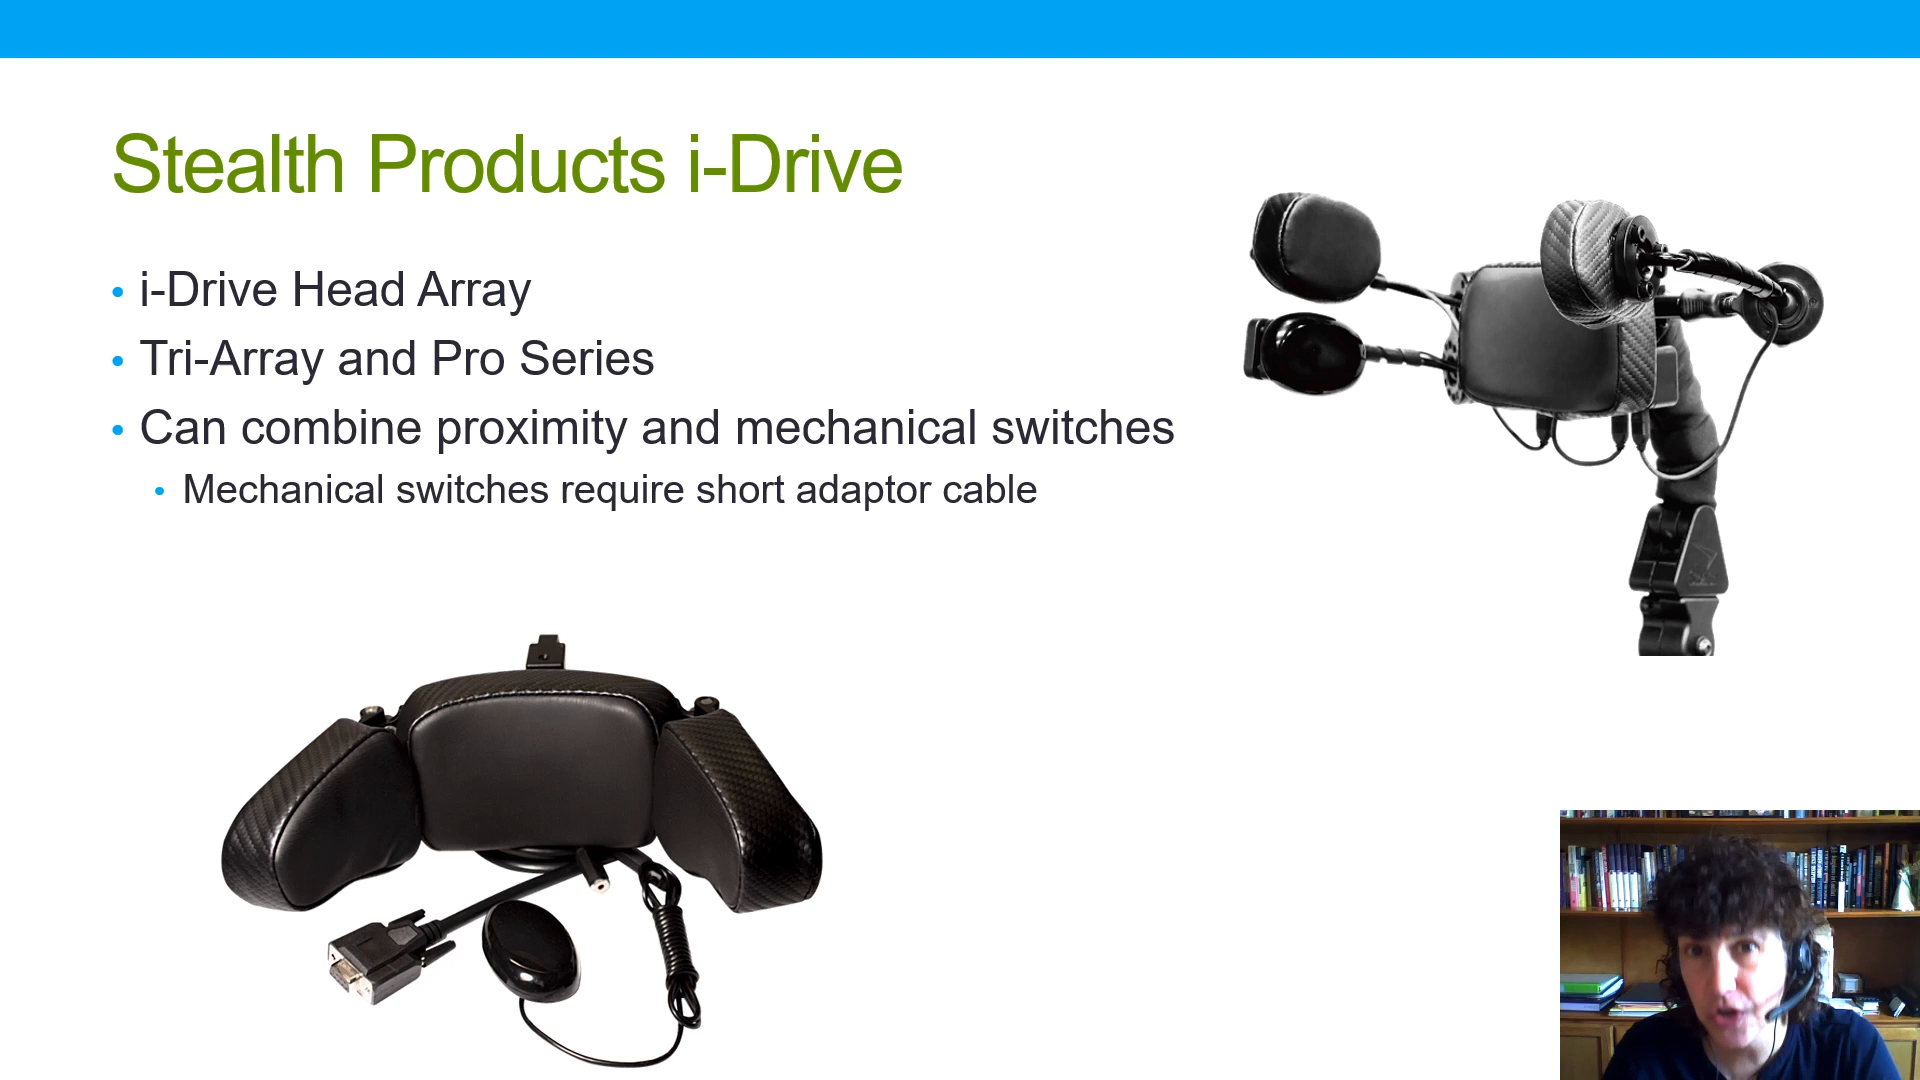 Stealth Products i-Drive
• i-Drive Head Array
• Tri-Array and Pro Series
• Can combine proximity and mechanical switches
• Mechanical switches require short adaptor cable